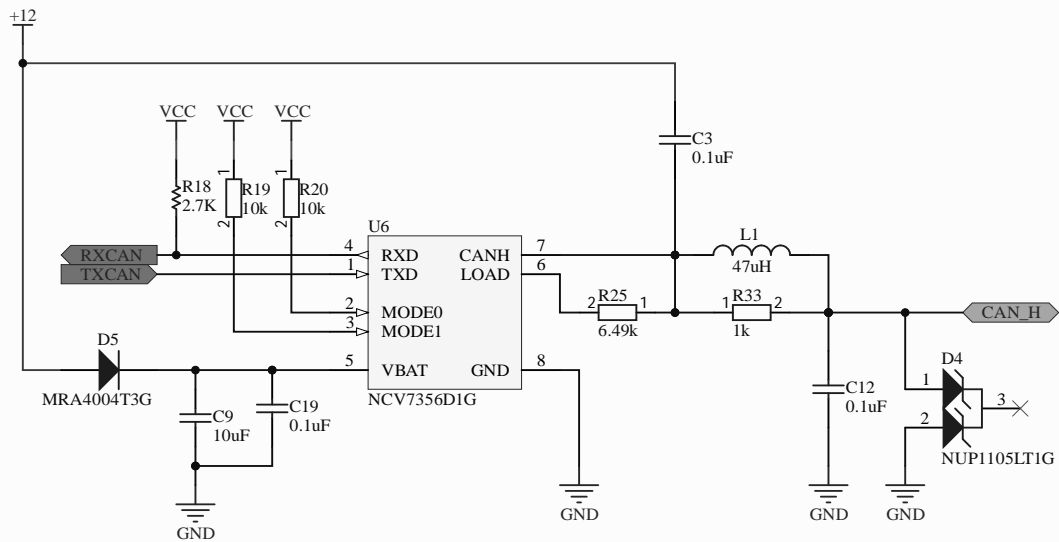 +12
VCC
VCC
VCC
C3
0.1uF
R18
2.7K
1
R19
10k
2
1
R20
10k
2
U6
RXCAN
4
RXD
CANH
7
L1
47uH
TXCAN
1
TXD
LOAD
6
2
R25
1
6.49k
1
R33
2
1k
2
MODE0
3
MODE1
CAN_H
D5
MRA4004T3G
5
VBAT
GND
8
NCV7356D1G
C9
10uF
C19
0.1uF
C12
0.1uF
D4
1
2
3
NUP1105LT1G
GND
GND
GND
GND